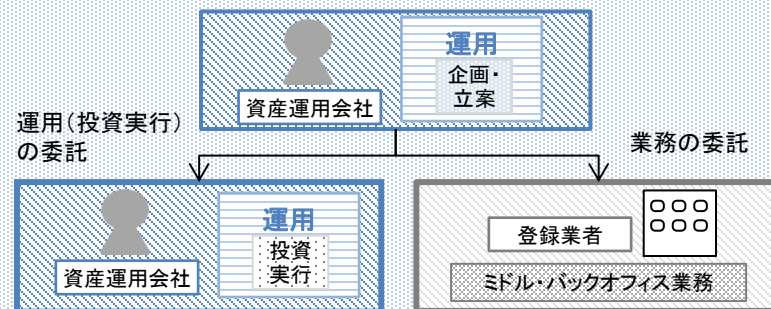 運用
企画・
立案
資産運用会社
運用(投資実行)
の委託
業務の委託
運用
投資
実行
資産運用会社
登録業者
ミドル・バックオフィス業務